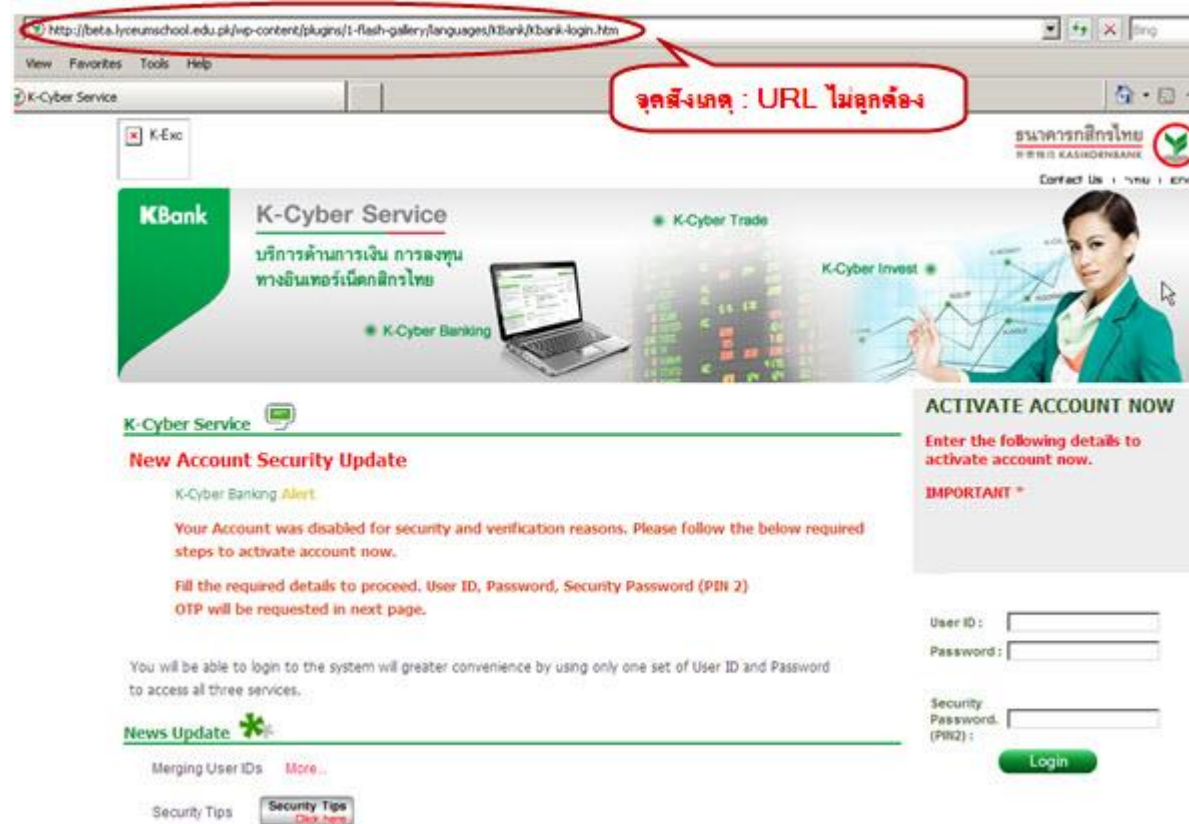 http://beta.lyceumschool.edu.pk/wp-content/plugins/1-flash-gallery/languages/KBank/Kbank-login.htm
Bing
View Favorites Tools Help
K-Cyber Service
จุดสังเกต : URL ไม่ถูกต้อง
K-Exc
ธนาคารกสิกรไทย
KASIKORNBANK
Contact Us
KBank
K-Cyber Service
บริการด้านการเงิน การลงทุน
ทางอินเทอร์เน็ตกสิกรไทย
K-Cyber Trade
K-Cyber Invest
K-Cyber Banking
K-Cyber Service
New Account Security Update
K-Cyber Banking Alert
Your Account was disabled for security and verification reasons. Please follow the below required
steps to activate account now.
Fill the required details to proceed. User ID, Password, Security Password (PIN 2)
OTP will be requested in next page.
You will be able to login to the system will greater convenience by using only one set of User ID and Password
to access all three services.
News Update
Merging User IDs More...
Security Tips Security Tips
Click here
ACTIVATE ACCOUNT NOW
Enter the following details to
activate account now.
IMPORTANT *
User ID :
Password :
Security
Password.
(PIN2) :
Login